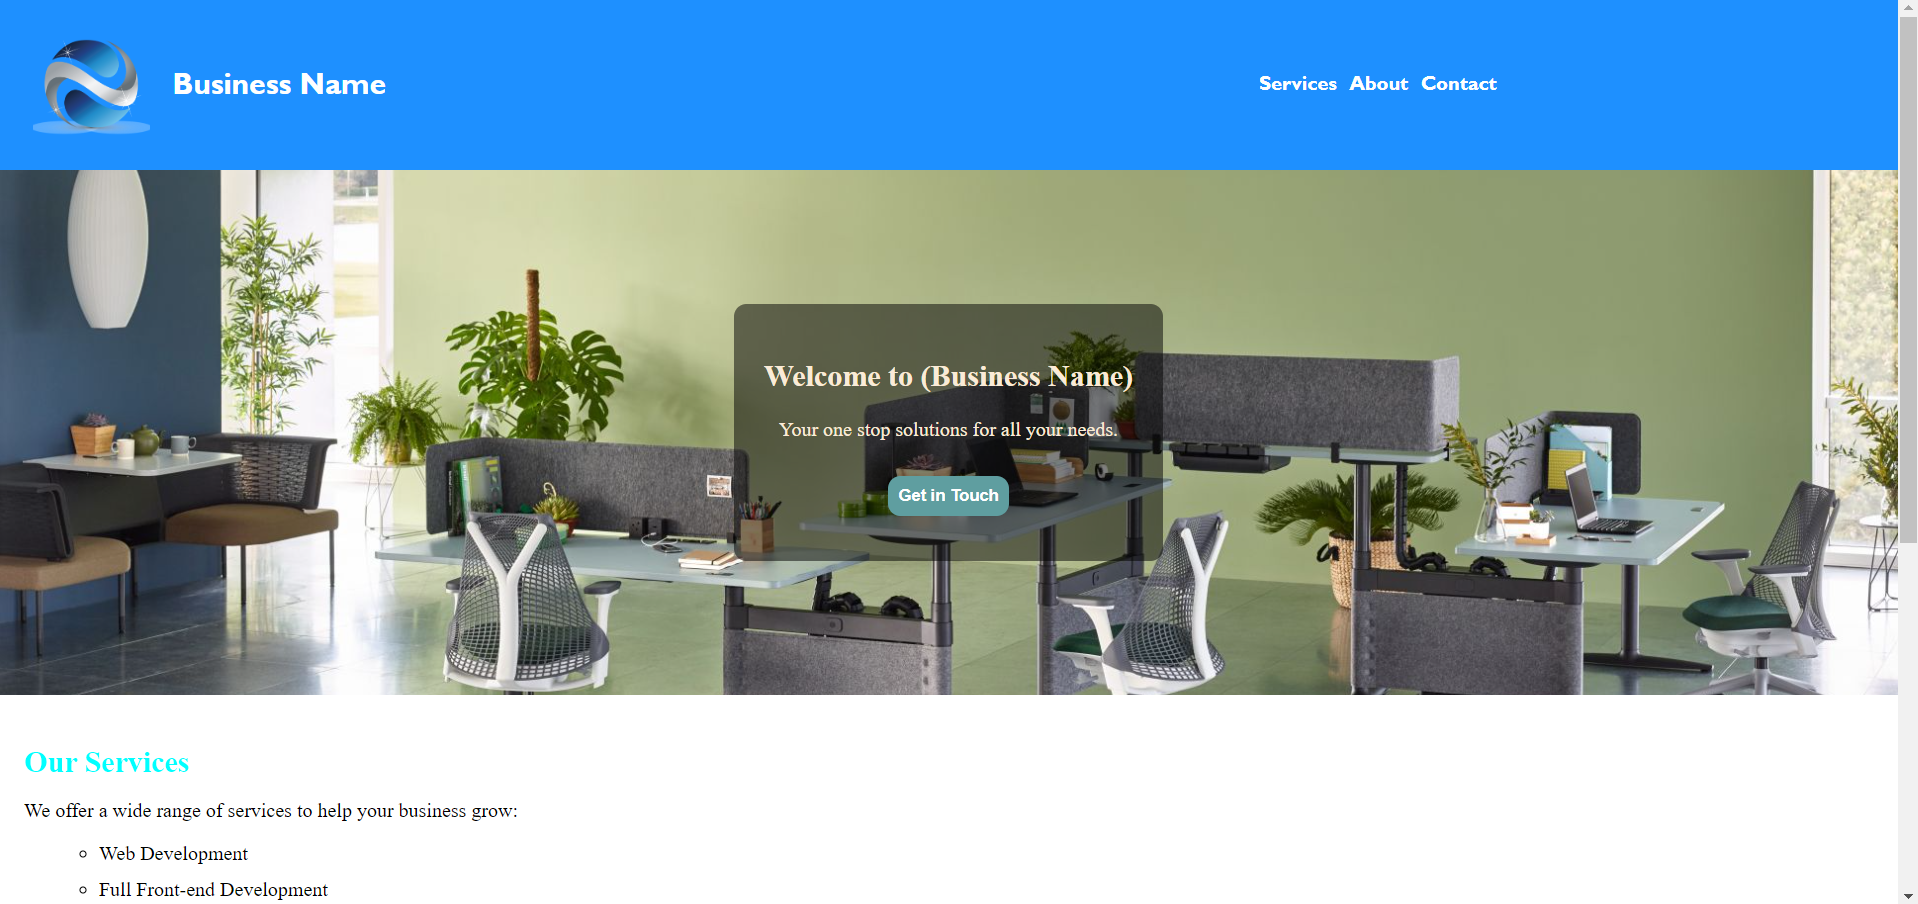 Business Name
Services About Contact
Welcome to (Business Name)
Your one stop solutions for all your needs.
Get in Touch
Our Services
We offer a wide range of services to help your business grow:
Web Development
Full Front-end Development